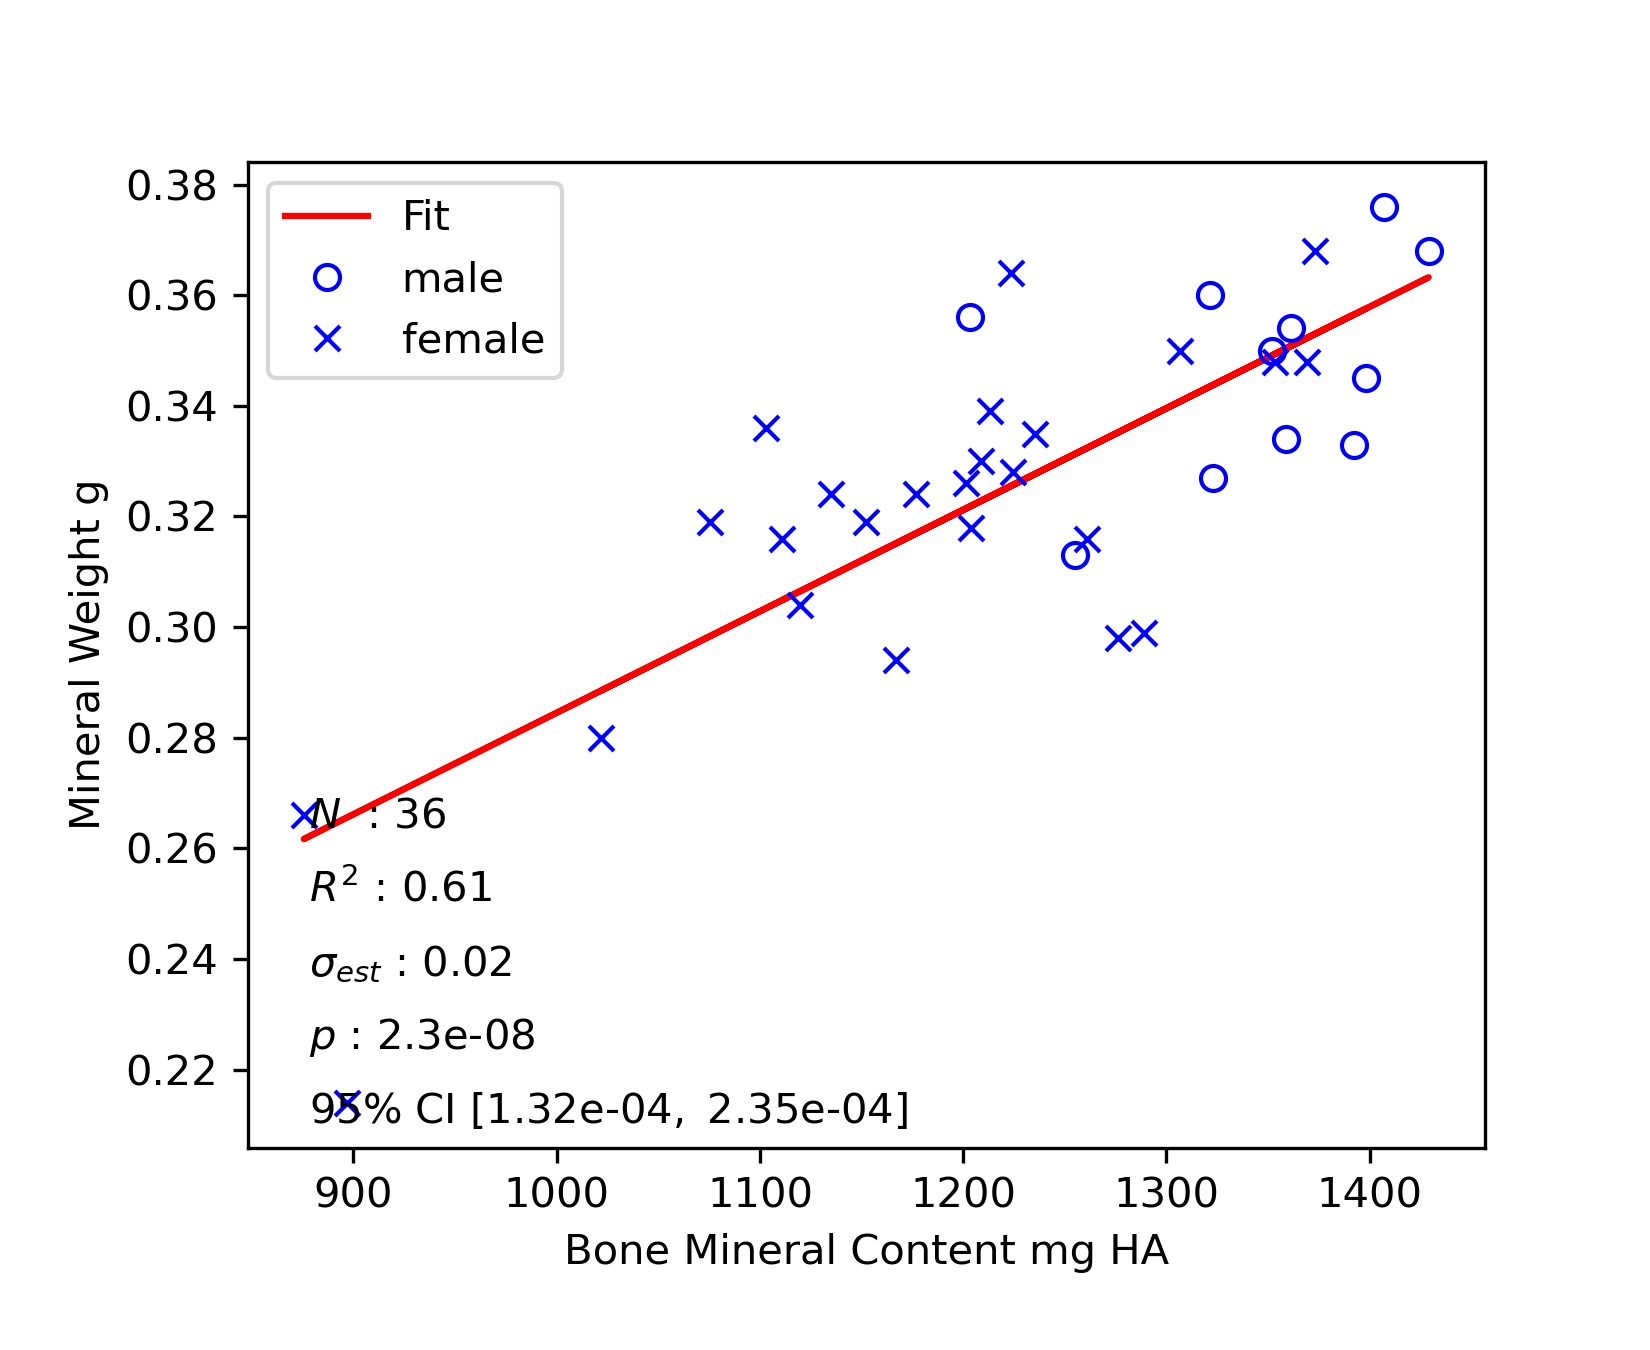 0.38
0.36
0.34
0.32
0.30
0.28
0.26
0.24
0.22
Mineral Weight g
Fit
male
female
N : 36
R² : 0.61
σest : 0.02
p : 2.3e-08
95% CI [1.32e-04, 2.35e-04]
900 1000 1100 1200 1300 1400
Bone Mineral Content mg HA